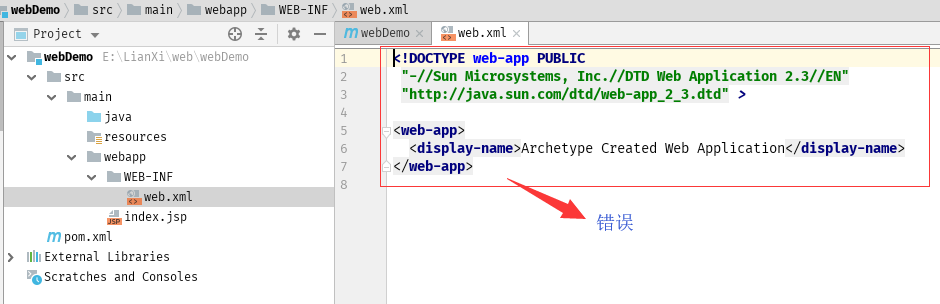 webDemo src main webapp WEB-INF web.xml
Project
webDemo E:\LianXi\web\webDemo
src
main
java
resources
webapp
WEB-INF
web.xml
index.jsp
pom.xml
External Libraries
Scratches and Consoles
webDemo web.xml
1 <!DOCTYPE web-app PUBLIC
2 "-//Sun Microsystems, Inc.//DTD Web Application 2.3//EN"
3 "http://java.sun.com/dtd/web-app_2_3.dtd" >
4
5 <web-app>
6 <display-name>Archetype Created Web Application</display-name>
7 </web-app>
8
错误